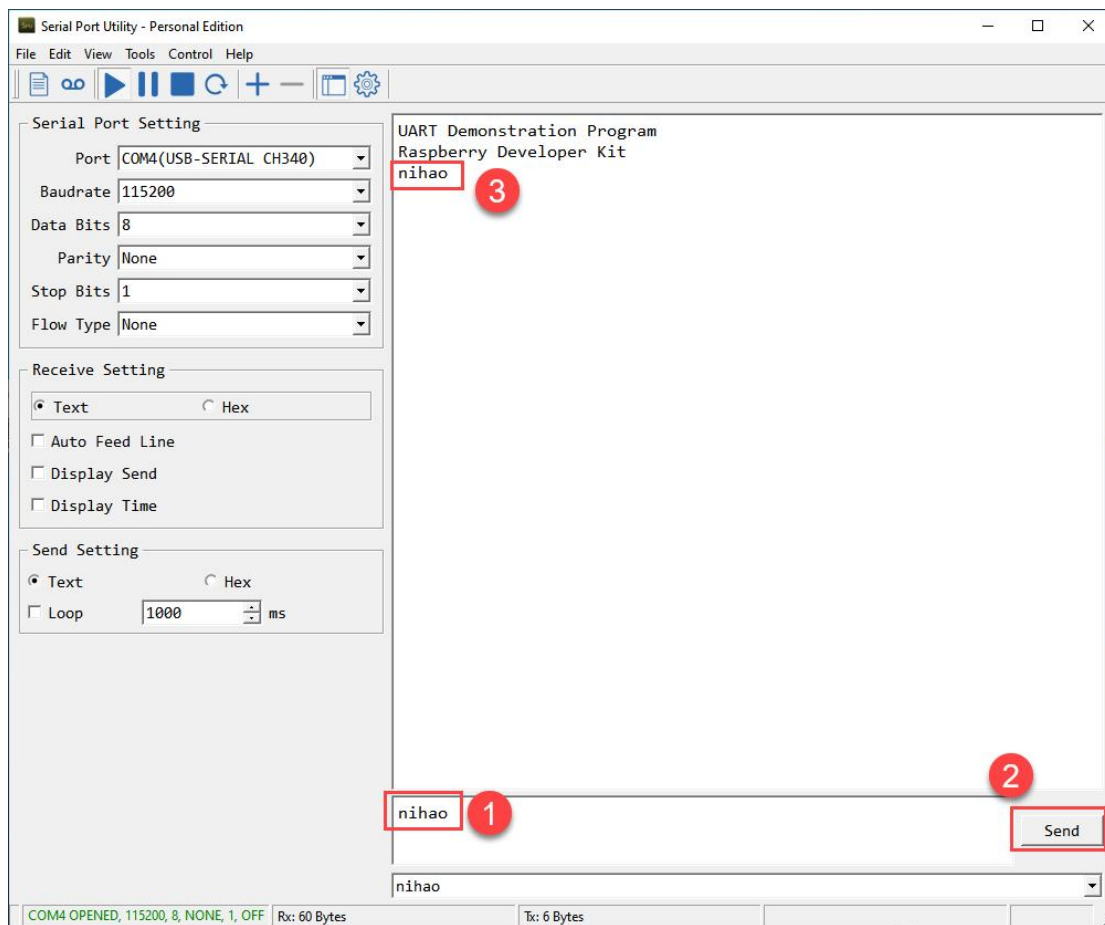 Serial Port Utility - Personal Edition
File Edit View Tools Control Help
Serial Port Setting
Port COM4(USB-SERIAL CH340)
Baudrate 115200
Data Bits 8
Parity None
Stop Bits 1
Flow Type None
Receive Setting
Text Hex
Auto Feed Line
Display Send
Display Time
Send Setting
Text Hex
Loop 1000 ms
UART Demonstration Program
Raspberry Developer Kit
nihao
3
nihao 1
2
Send
nihao
COM4 OPENED, 115200, 8, NONE, 1, OFF Rx: 60 Bytes Tx: 6 Bytes